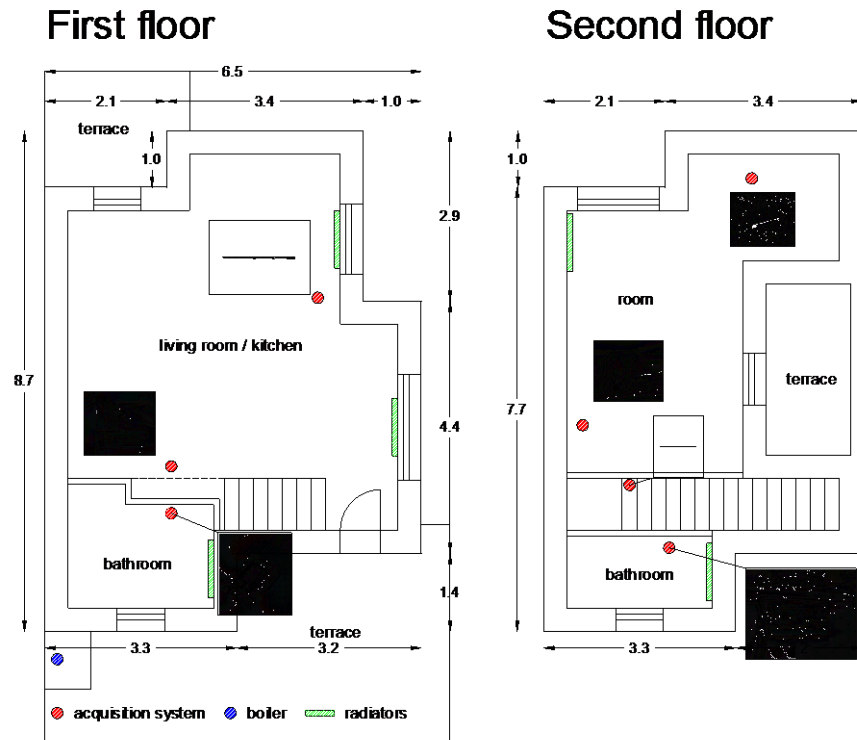 First floor
Second floor
6.5
2.1
3.4
1.0
2.1
3.4
terrace
1.0
1.0
2.9
room
living room / kitchen
8.7
7.7
terrace
4.4
bathroom
bathroom
1.4
terrace
3.3
3.2
3.3
acquisition system
boiler
radiators